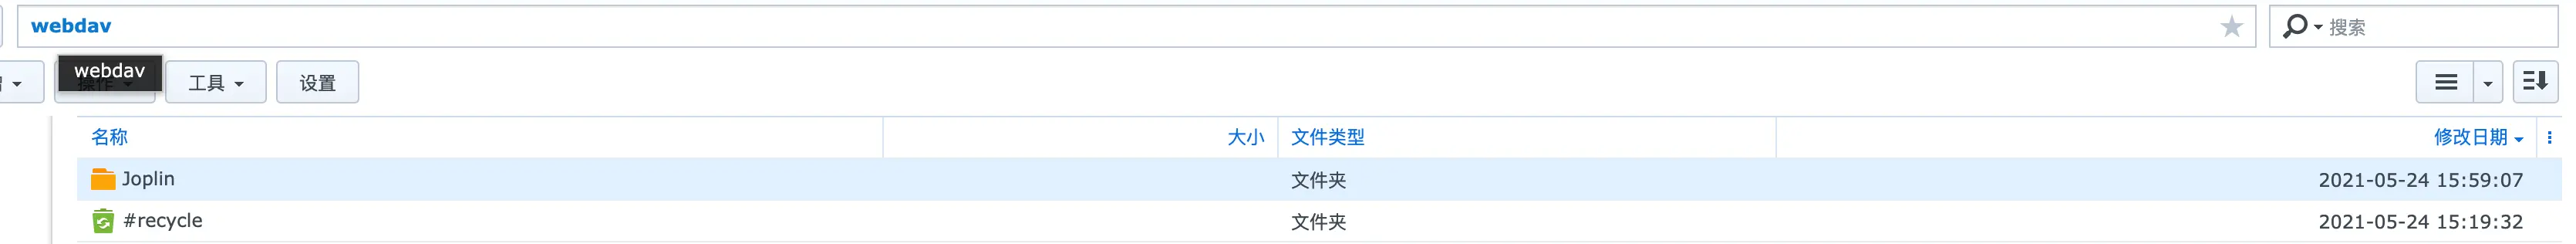 webdav
搜索
webdav
操作
工具
设置
名称 大小 文件类型 修改日期
Joplin 文件夹 2021-05-24 15:59:07
#recycle 文件夹 2021-05-24 15:19:32